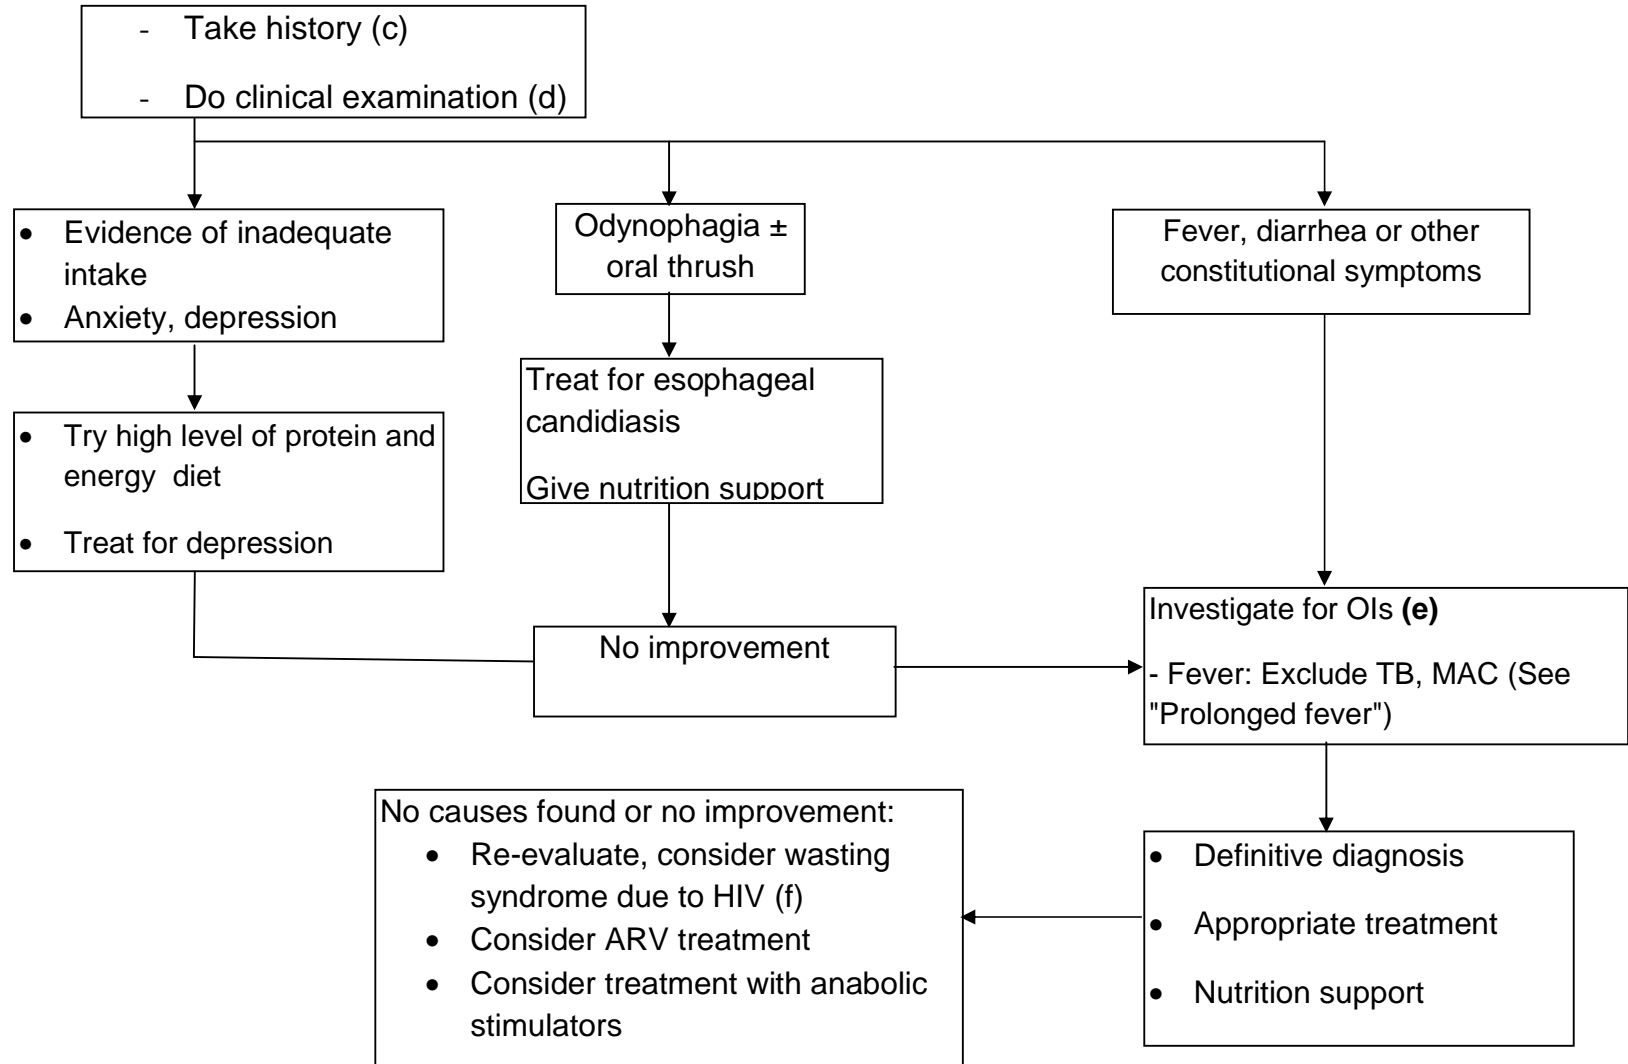 - Take history (c)
- Do clinical examination (d)
• Evidence of inadequate
intake
• Anxiety, depression
Odynophagia ±
oral thrush
Fever, diarrhea or other
constitutional symptoms
• Try high level of protein and
energy diet
• Treat for depression
Treat for esophageal
candidiasis
Give nutrition support
No improvement
Investigate for OIs (e)
- Fever: Exclude TB, MAC (See
"Prolonged fever")
• Definitive diagnosis
• Appropriate treatment
• Nutrition support
No causes found or no improvement:
• Re-evaluate, consider wasting
syndrome due to HIV (f)
• Consider ARV treatment
• Consider treatment with anabolic
stimulators